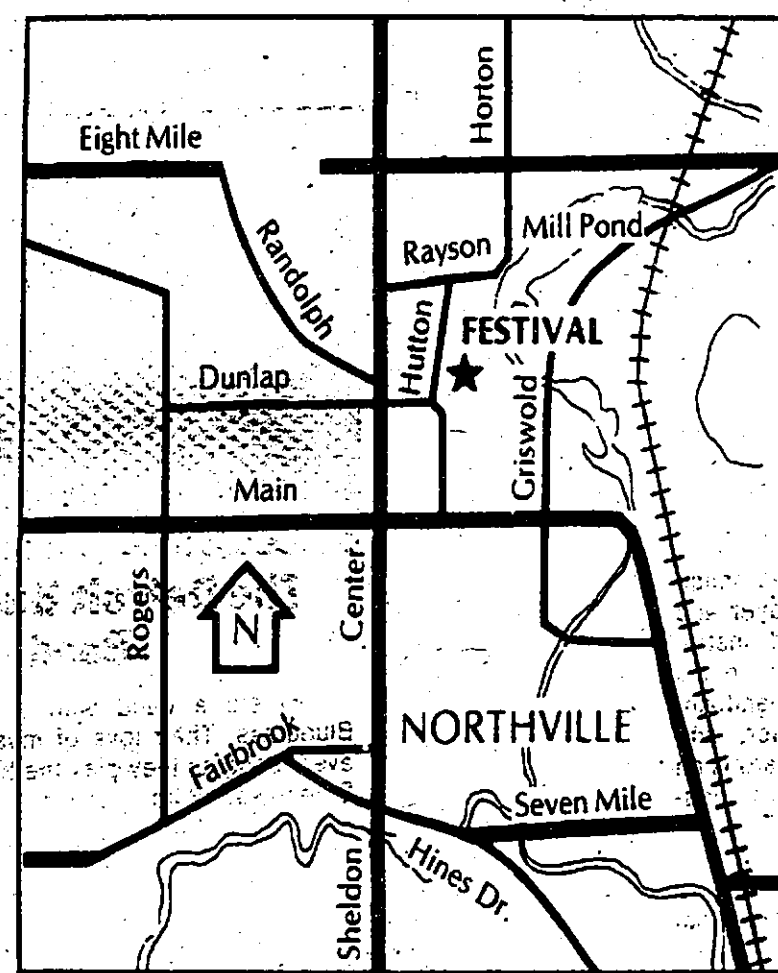 Horton
Eight Mile
Randolph
Rayson
Mill Pond
Hutton
FESTIVAL
Dunlap
Griswold
Main
Rogers
N
Center
NORTHVILLE
Fairbrook
Seven Mile
Sheldon
Hines Dr.